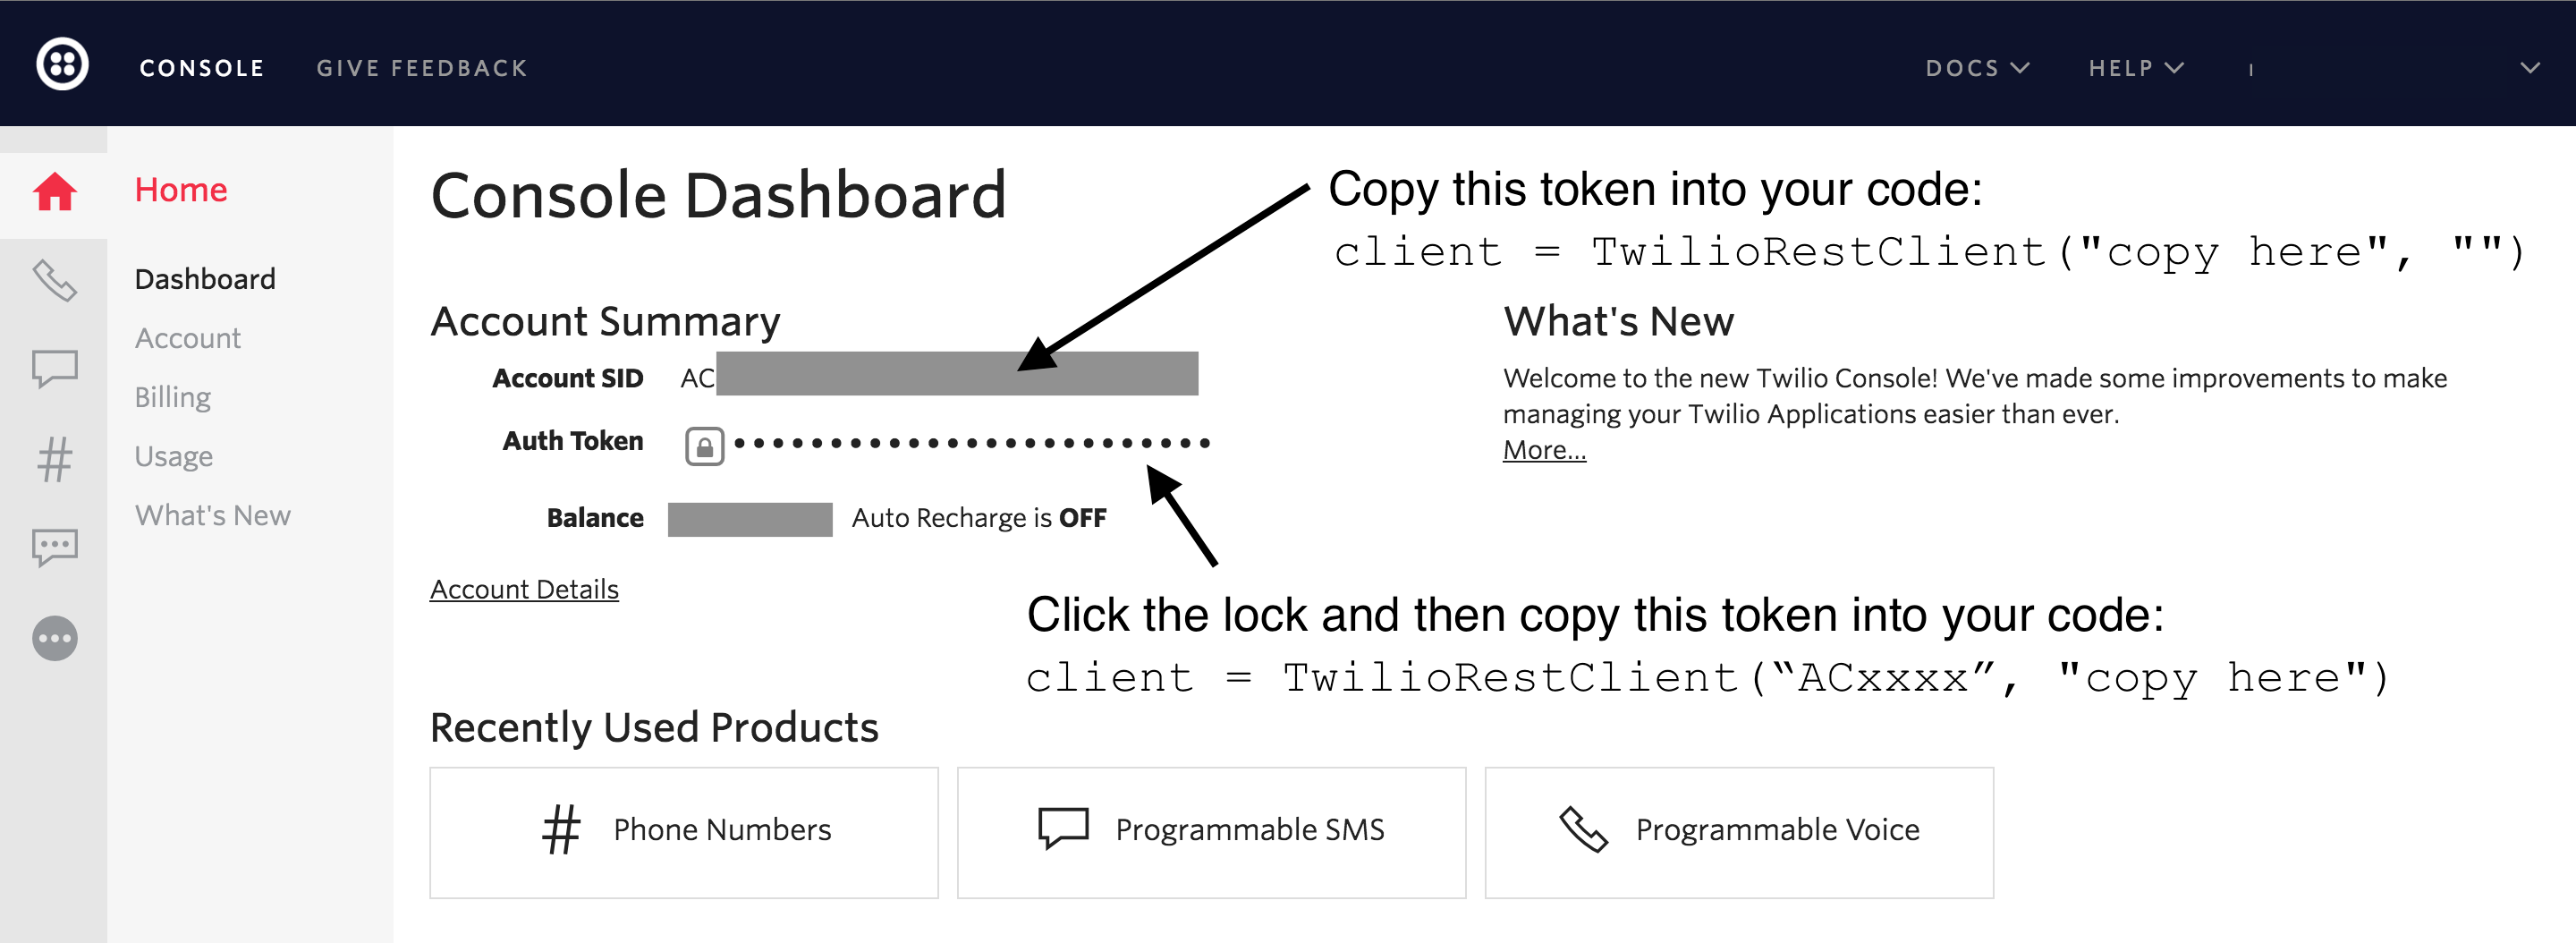 CONSOLE GIVE FEEDBACK DOCS HELP
Home
Dashboard
Account
Billing
Usage
What's New
Console Dashboard
Copy this token into your code:
client = TwilioRestClient("copy here", "")
Account Summary
Account SID AC
Auth Token
Balance Auto Recharge is OFF
Account Details
What's New
Welcome to the new Twilio Console! We've made some improvements to make
managing your Twilio Applications easier than ever.
More...
Click the lock and then copy this token into your code:
client = TwilioRestClient(“ACxxxx”, "copy here")
Recently Used Products
# Phone Numbers
Programmable SMS
Programmable Voice